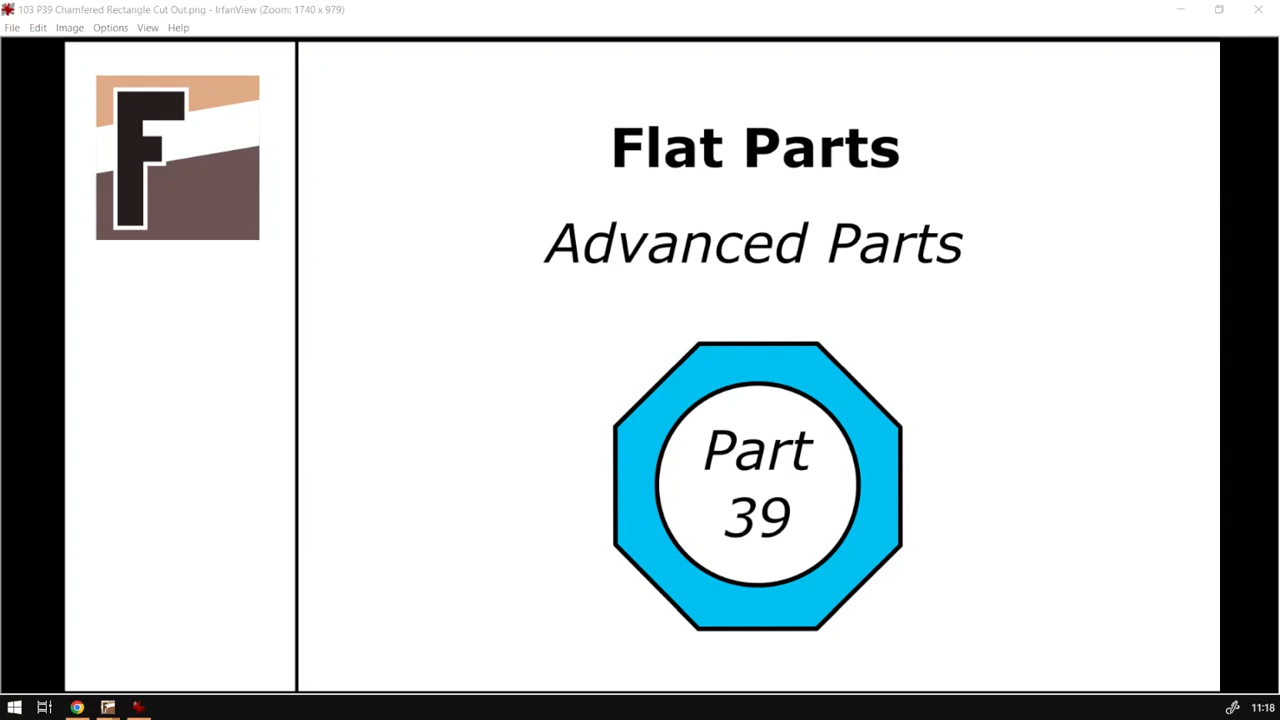 103 P39 Chamfered Rectangle Cut Out.png - IrfanView (Zoom: 1740 x 979)
File Edit Image Options View Help
F
Flat Parts
Advanced Parts
Part
39
11:18